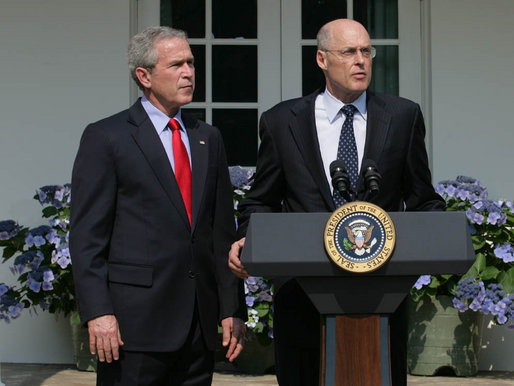 SEAL OF THE PRESIDENT OF THE
UNITED STATES